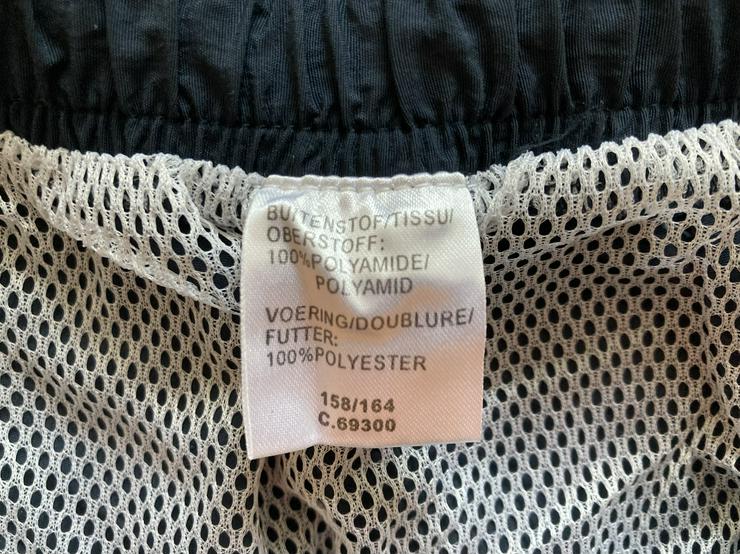 BUITENSTOF/TISSU/
OBERSTOFF:
100%POLYAMIDE/
POLYAMID
VOERING/DOUBLURE/
FUTTER:
100%POLYESTER
158/164
C.69300